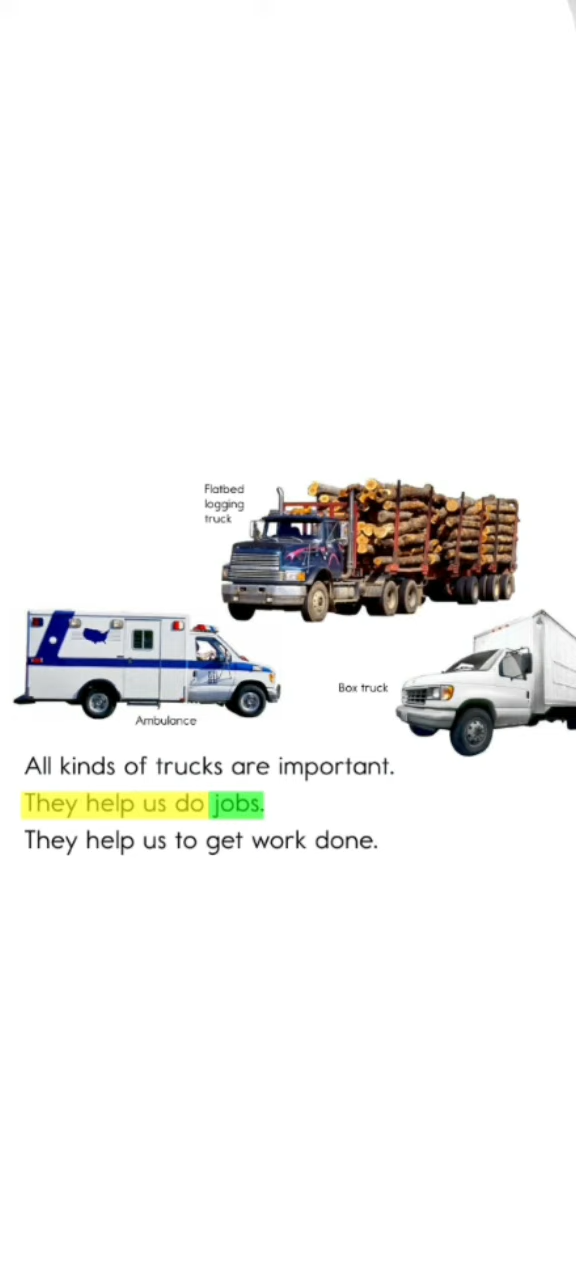 Flatbed
logging
truck
Box truck
Ambulance
All kinds of trucks are important.
They help us do jobs.
They help us to get work done.